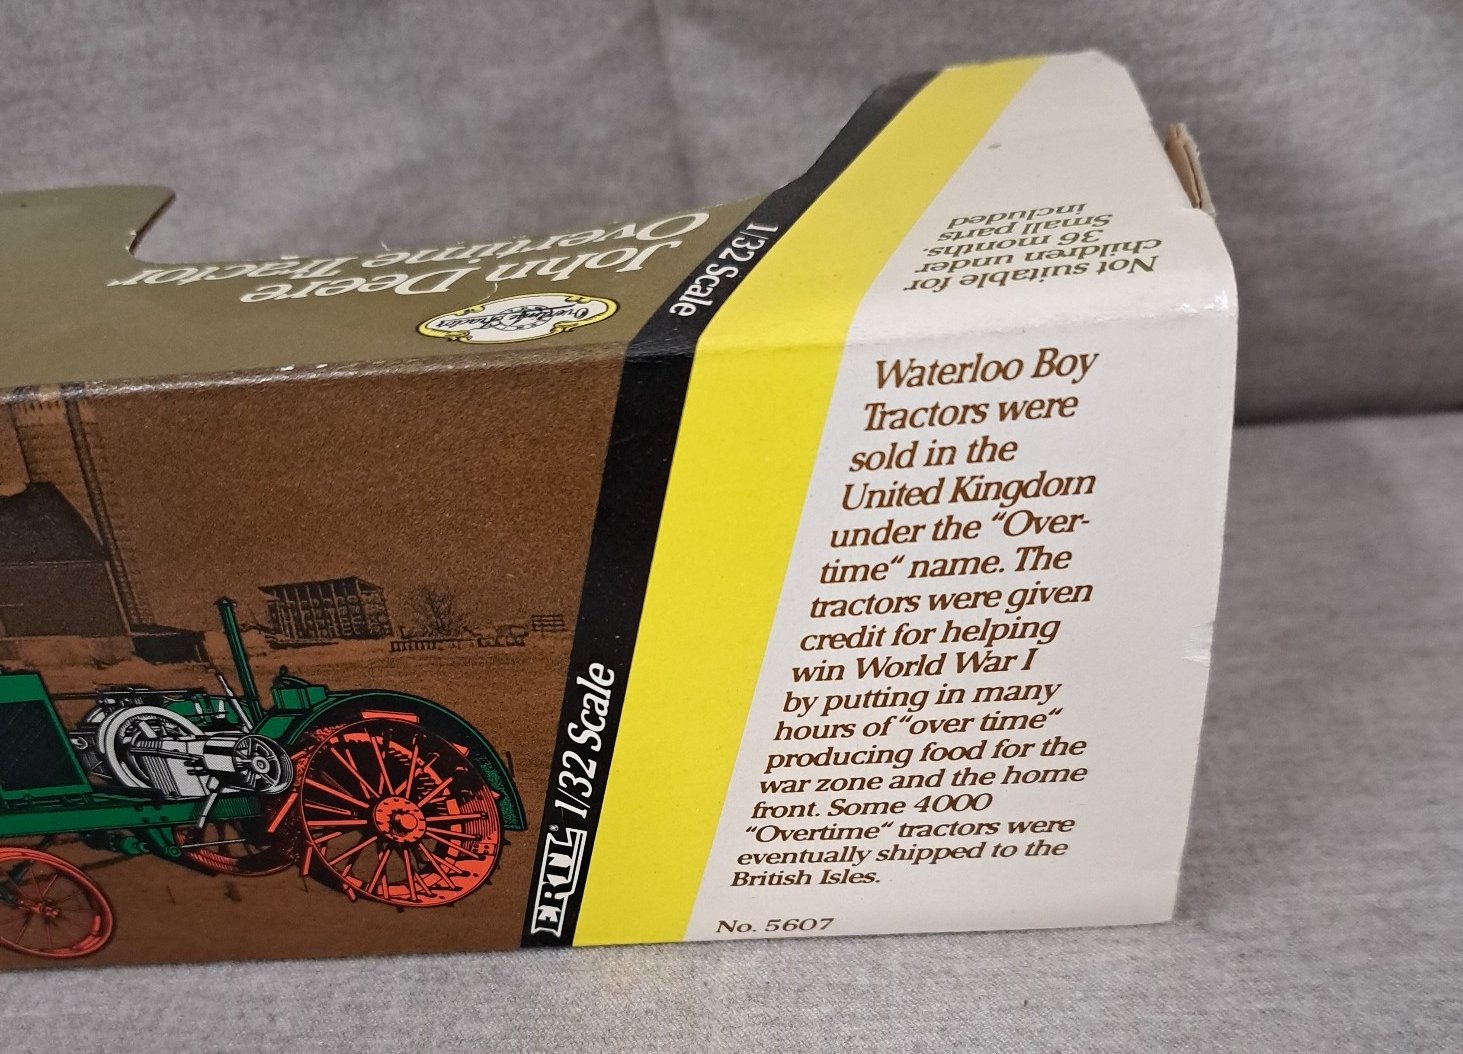 John Deere
Overtime Tractor
Overtime Tractor
1/32 Scale
Not suitable for
children under
36 months.
Small parts
included
Waterloo Boy
Tractors were
sold in the
United Kingdom
under the “Over-
time“ name. The
tractors were given
credit for helping
win World War I
by putting in many
hours of “over time“
producing food for the
war zone and the home
front. Some 4000
“Overtime“ tractors were
eventually shipped to the
British Isles.
No. 5607
ERTL® 1/32 Scale